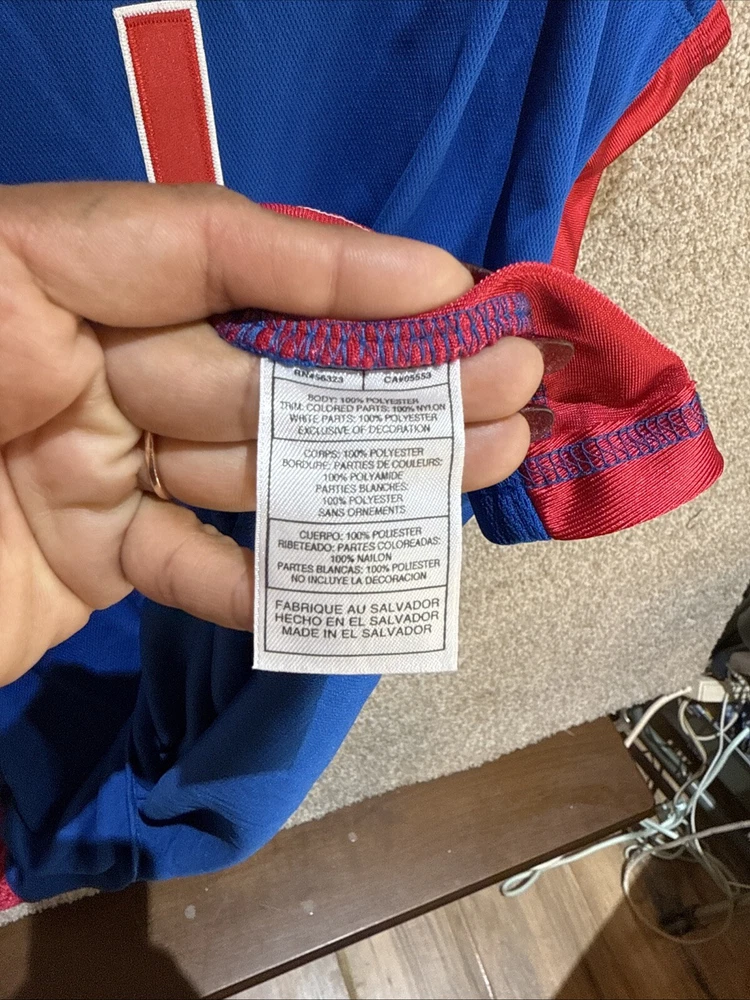 RN#56323 CA#05553
BODY: 100% POLYESTER
TRIM: COLORED PARTS: 100% NYLON
WHITE PARTS: 100% POLYESTER
EXCLUSIVE OF DECORATION
CORPS: 100% POLYESTER
BORDURE: PARTIES DE COULEURS:
100% POLYAMIDE
PARTIES BLANCHES:
100% POLYESTER
SANS ORNEMENTS
CUERPO: 100% POLIESTER
RIBETEADO: PARTES COLOREADAS:
100% NAILON
PARTES BLANCAS: 100% POLIESTER
NO INCLUYE LA DECORACION
FABRIQUE AU SALVADOR
HECHO EN EL SALVADOR
MADE IN EL SALVADOR